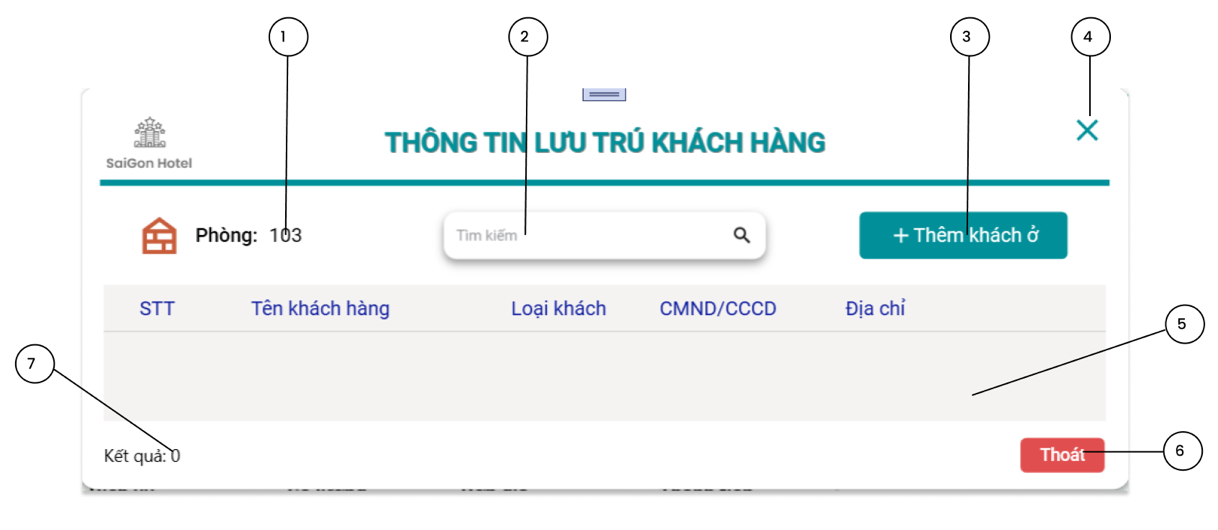 1
2
3
4
SaiGon Hotel
THÔNG TIN LƯU TRÚ KHÁCH HÀNG
Phòng: 103
Tìm kiếm
+ Thêm khách ở
STT Tên khách hàng Loại khách CMND/CCCD Địa chỉ
5
7
Kết quả: 0
Thoát
6